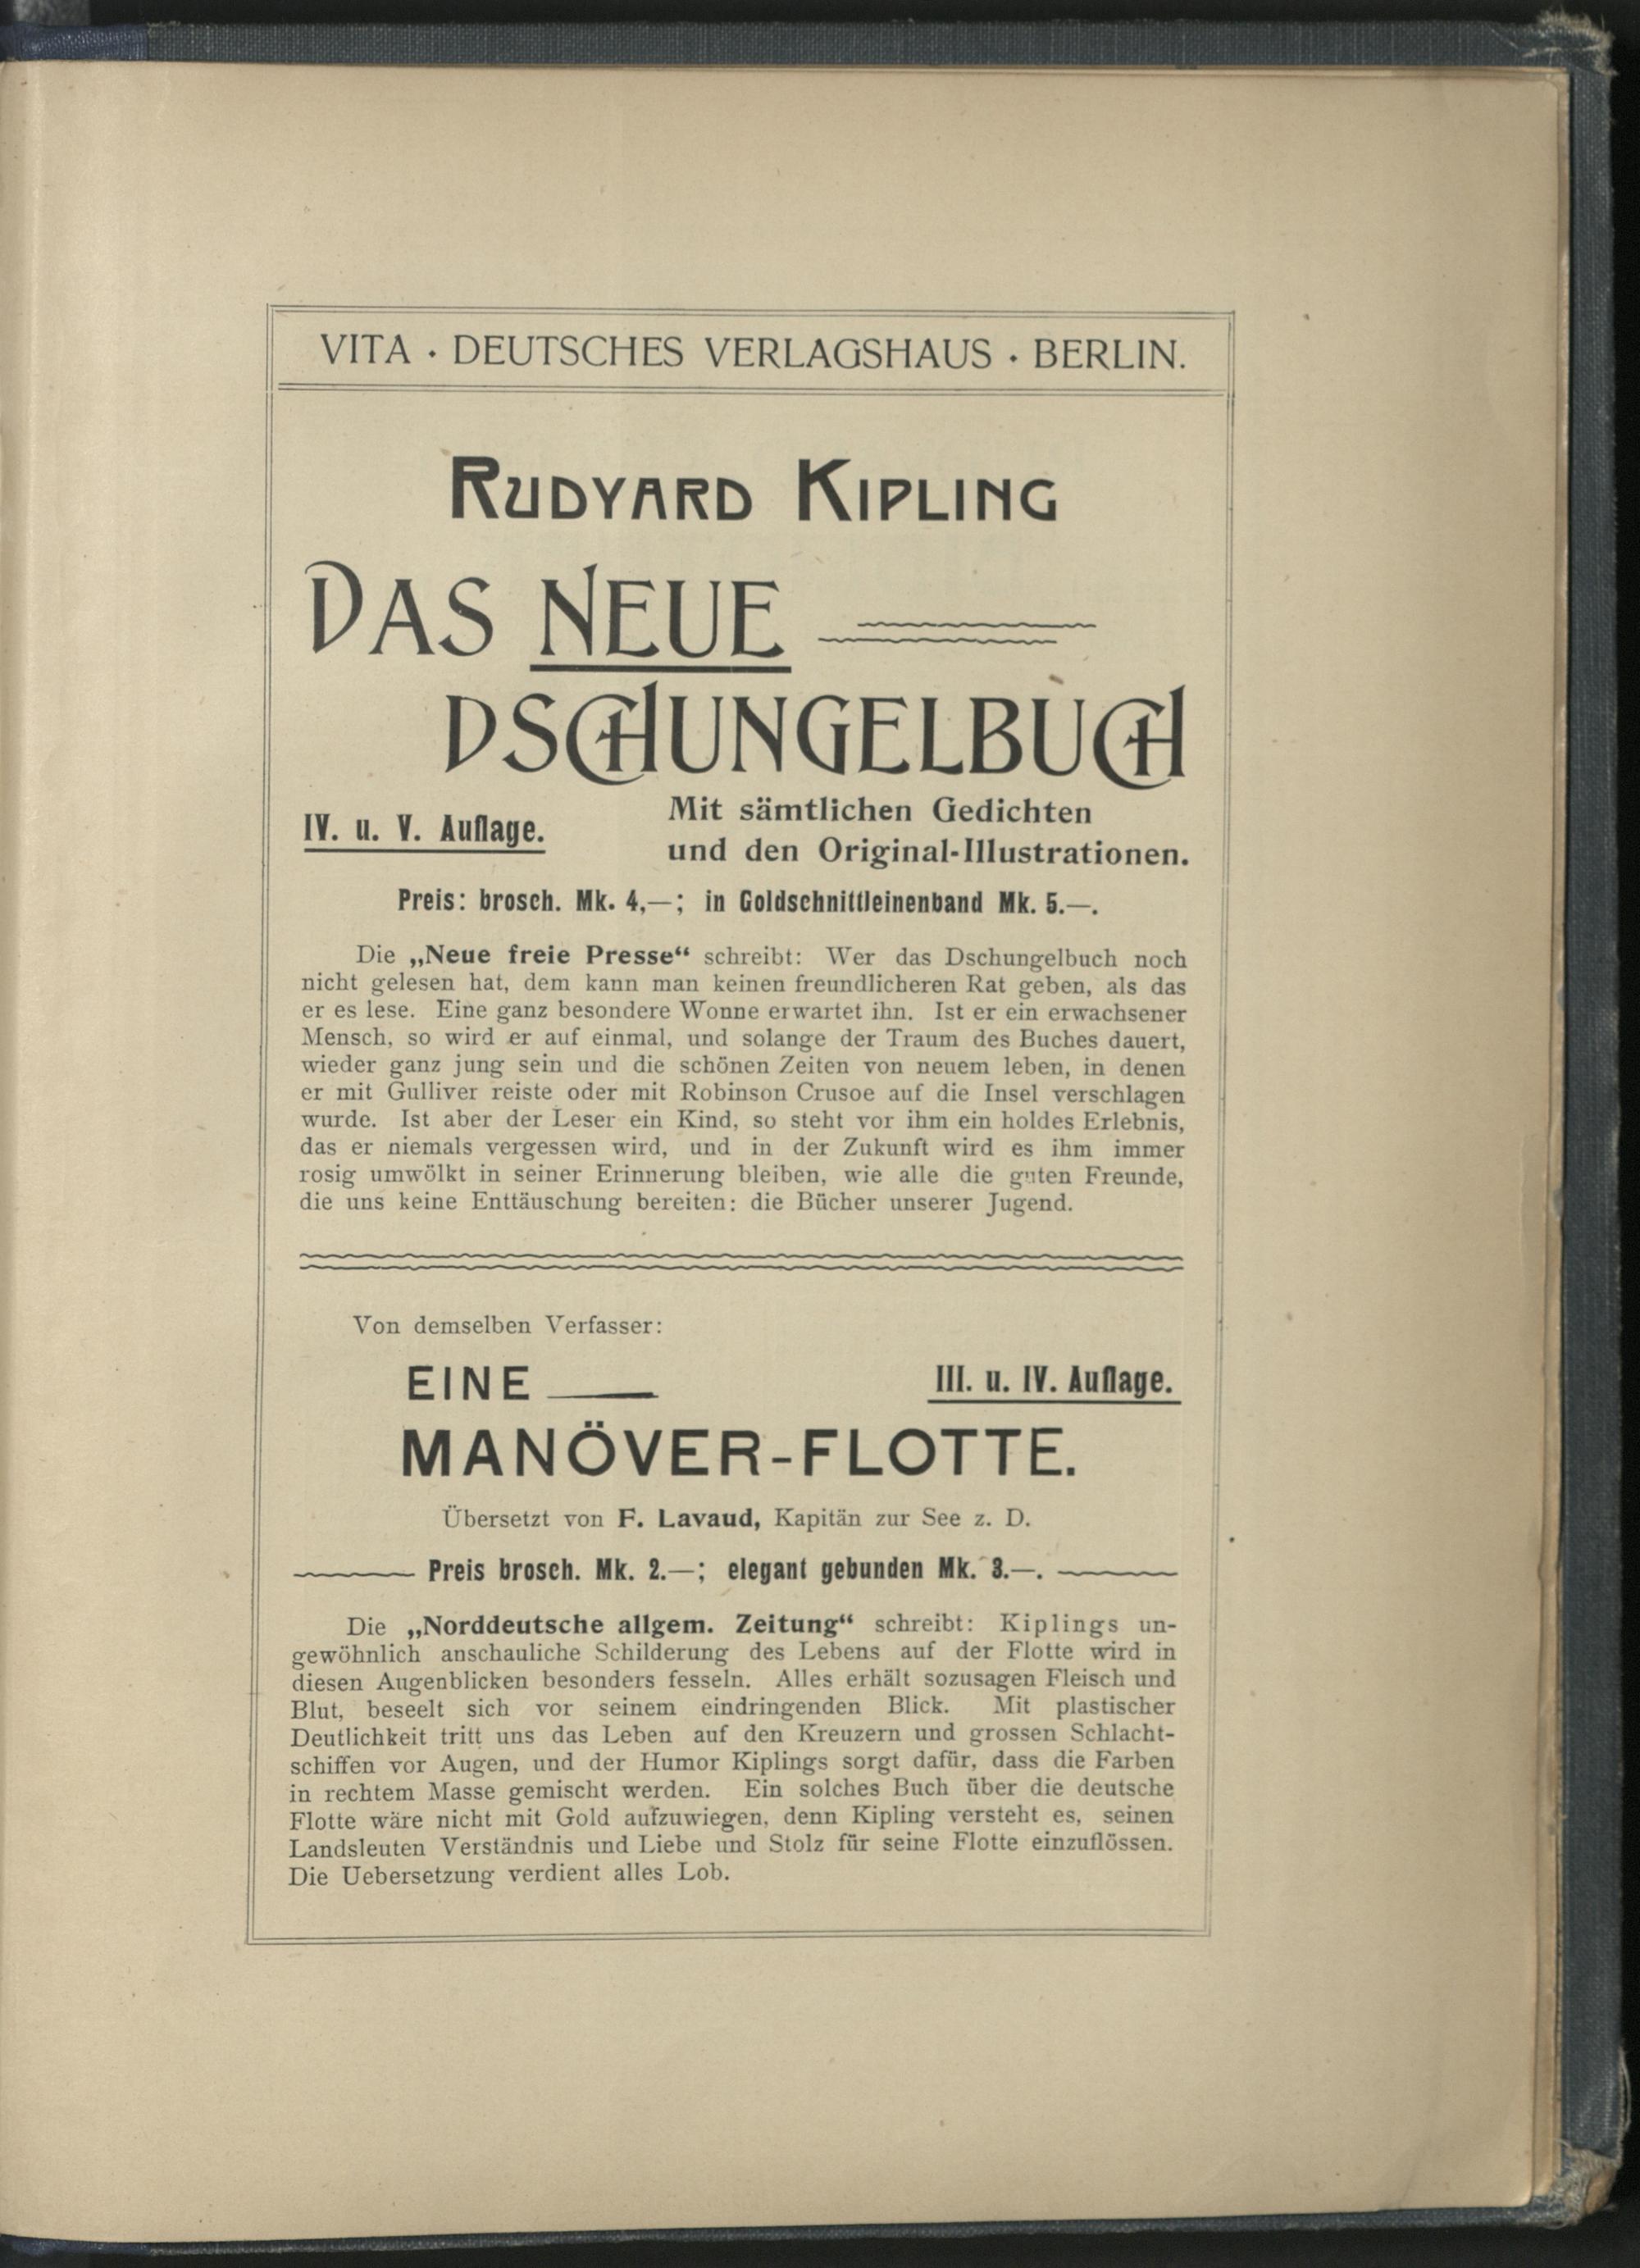 VITA · DEUTSCHES VERLAGSHAUS · BERLIN.
RUDYARD KIPLING
DAS NEUE
DSCHUNGELBUCH
IV. u. V. Auflage.
Mit sämtlichen Gedichten
und den Original-Illustrationen.
Preis: brosch. Mk. 4,—; in Goldschnittleinenband Mk. 5.—.
Die „Neue freie Presse“ schreibt: Wer das Dschungelbuch noch
nicht gelesen hat, dem kann man keinen freundlicheren Rat geben, als das
er es lese. Eine ganz besondere Wonne erwartet ihn. Ist er ein erwachsener
Mensch, so wird er auf einmal, und solange der Traum des Buches dauert,
wieder ganz jung sein und die schönen Zeiten von neuem leben, in denen
er mit Gulliver reiste oder mit Robinson Crusoe auf die Insel verschlagen
wurde. Ist aber der Leser ein Kind, so steht vor ihm ein holdes Erlebnis,
das er niemals vergessen wird, und in der Zukunft wird es ihm immer
rosig umwölkt in seiner Erinnerung bleiben, wie alle die guten Freunde,
die uns keine Enttäuschung bereiten: die Bücher unserer Jugend.
Von demselben Verfasser:
EINE
III. u. IV. Auflage.
MANÖVER-FLOTTE.
Übersetzt von F. Lavaud, Kapitän zur See z. D.
Preis brosch. Mk. 2.—; elegant gebunden Mk. 3.—.
Die „Norddeutsche allgem. Zeitung“ schreibt: Kiplings un-
gewöhnlich anschauliche Schilderung des Lebens auf der Flotte wird in
diesen Augenblicken besonders fesseln. Alles erhält sozusagen Fleisch und
Blut, beseelt sich vor seinem eindringenden Blick. Mit plastischer
Deutlichkeit tritt uns das Leben auf den Kreuzern und grossen Schlacht-
schiffen vor Augen, und der Humor Kiplings sorgt dafür, dass die Farben
in rechtem Masse gemischt werden. Ein solches Buch über die deutsche
Flotte wäre nicht mit Gold aufzuwiegen, denn Kipling versteht es, seinen
Landsleuten Verständnis und Liebe und Stolz für seine Flotte einzuflössen.
Die Uebersetzung verdient alles Lob.